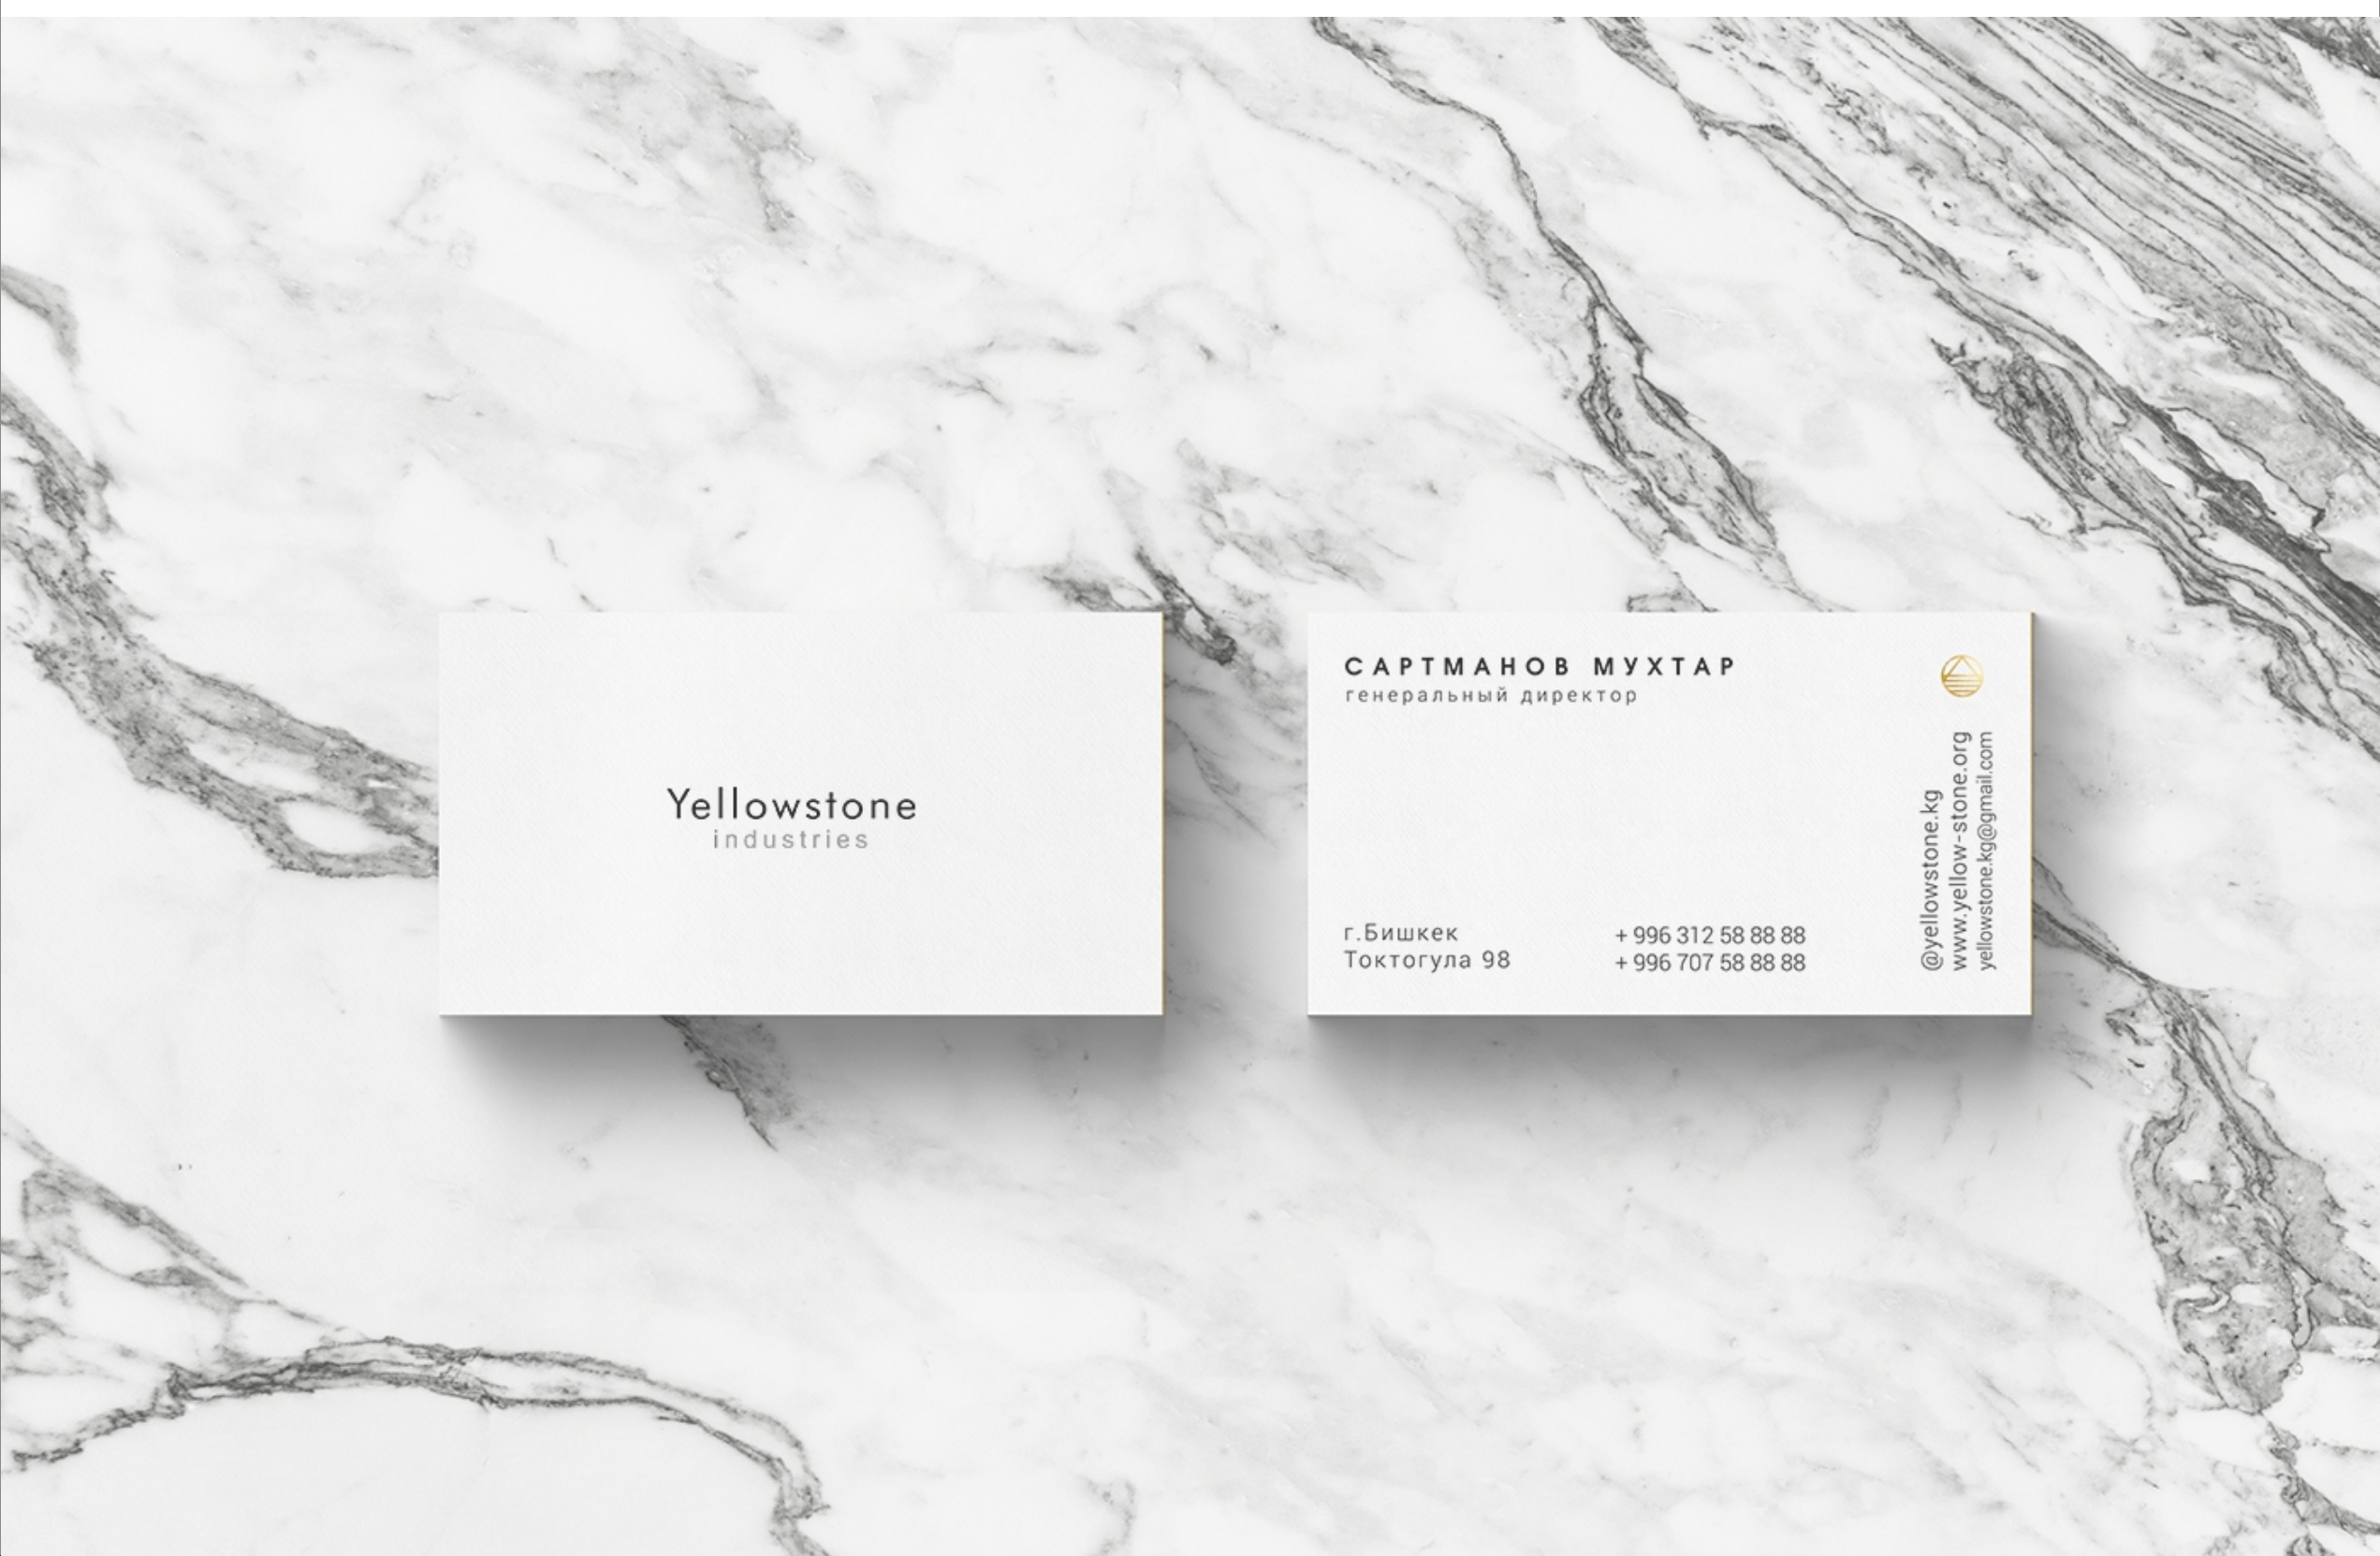 Yellowstone
industries
САРТМАНОВ МУХТАР
генеральный директор
г.Бишкек
Токтогула 98
+ 996 312 58 88 88
+ 996 707 58 88 88
@yellowstone.kg
www.yellow-stone.org
yellowstone.kg@gmail.com